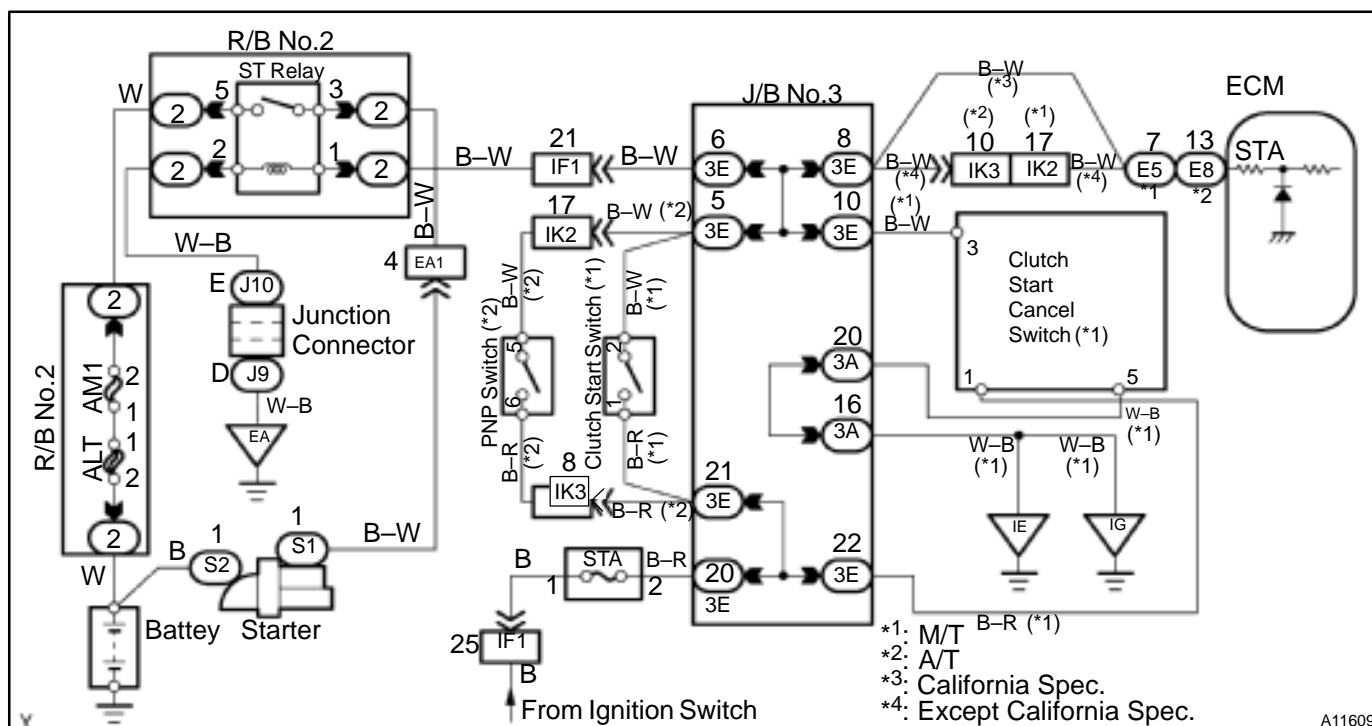 R/B No.2
ST Relay
W
2
5
3
2
2
2
1
2
W–B
B–W
B–W
4
EA1
E
J10
Junction
Connector
D
J9
W–B
EA
R/B No.2
2
AM1
2
1
ALT
1
2
2
W
B
1
S2
1
S1
B–W
Battey
Starter
21
IF1
B–W
17
IK2
B–W (*2)
B–W
(*2)
PNP Switch (*2)
5
6
B–R
(*2)
Clutch Start Switch (*1)
B–W
(*1)
2
1
B–R
(*1)
8
IK3
B–R (*2)
B
STA
1
2
B–R
25
IF1
B
From Ignition Switch
J/B No.3
6
3E
5
3E
8
3E
10
3E
20
3A
16
3A
21
3E
20
3E
22
3E
B–W
(*3)
(*2)
(*1)
10
17
IK3
IK2
B–W
(*4)
B–W
(*4)
(*1)
B–W
7
13
E5
E8
*1
*2
ECM
STA
3
Clutch
Start
Cancel
Switch (*1)
1
5
W–B
(*1)
W–B
(*1)
W–B
(*1)
IE
IG
B–R (*1)
*1: M/T
*2: A/T
*3: California Spec.
*4: Except California Spec.
Y